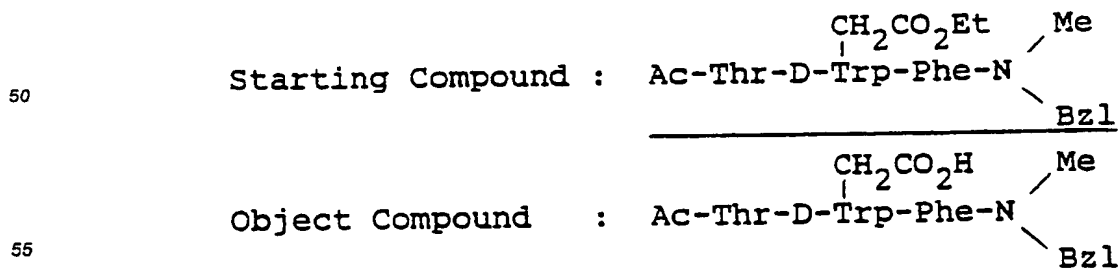 CH2CO2Et Me
50 Starting Compound : Ac-Thr-D-Trp-Phe-N
Bzl
CH2CO2H Me
Object Compound : Ac-Thr-D-Trp-Phe-N
55 Bzl